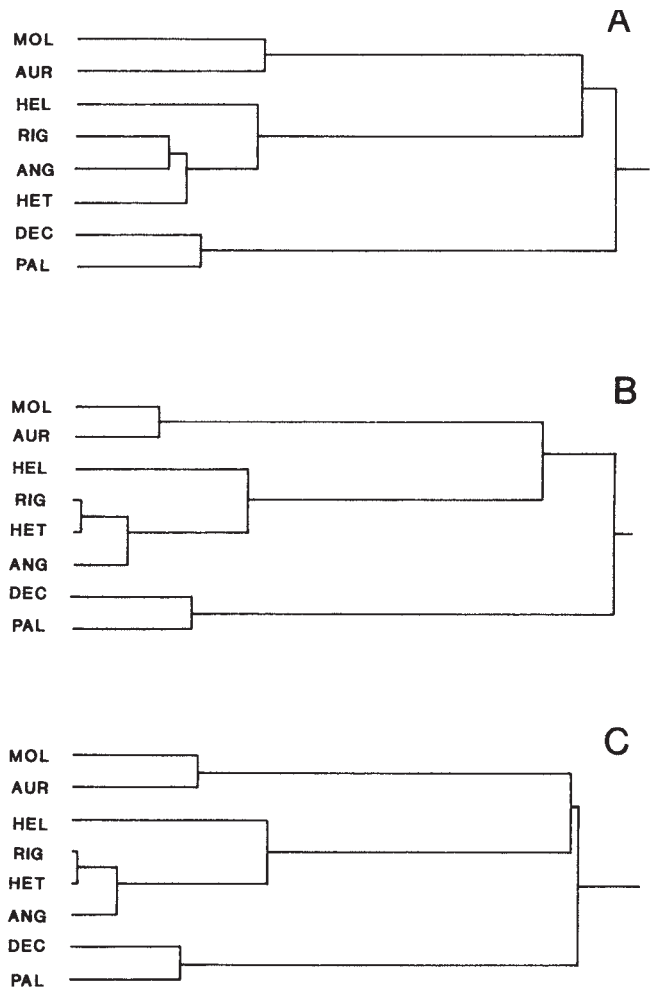 A
MOL
AUR
HEL
RIG
ANG
HET
DEC
PAL
B
MOL
AUR
HEL
RIG
HET
ANG
DEC
PAL
C
MOL
AUR
HEL
RIG
HET
ANG
DEC
PAL